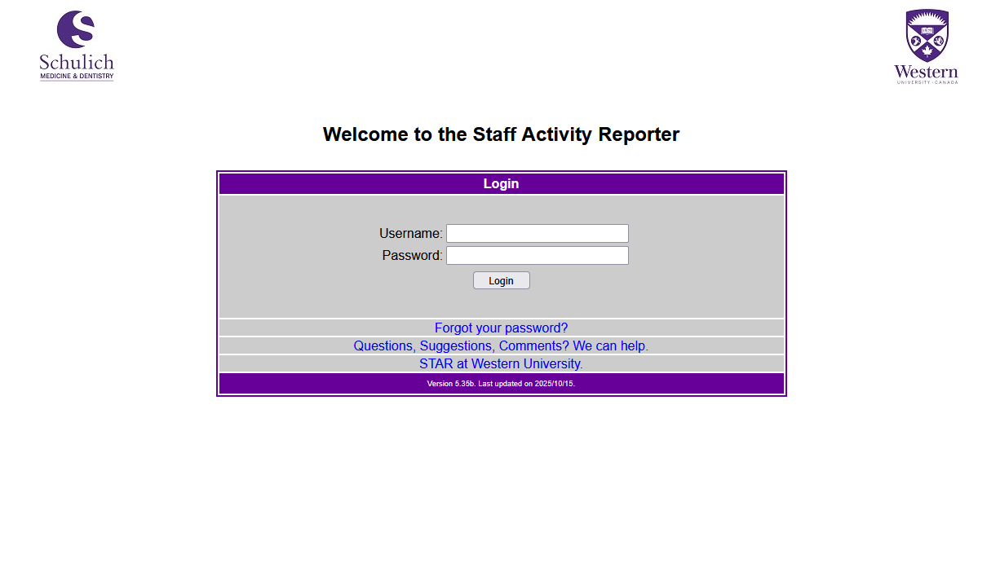 Schulich
MEDICINE & DENTISTRY
Western
UNIVERSITY · CANADA
Welcome to the Staff Activity Reporter
Login
Username:
Password:
Login
Forgot your password?
Questions, Suggestions, Comments? We can help.
STAR at Western University.
Version 5.35b. Last updated on 2025/10/15.